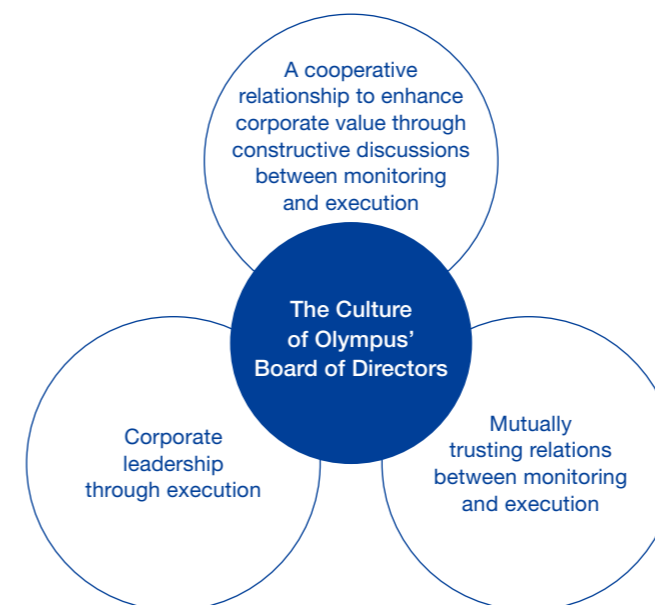 A cooperative
relationship to enhance
corporate value through
constructive discussions
between monitoring
and execution
The Culture
of Olympus’
Board of Directors
Corporate
leadership
through execution
Mutually
trusting relations
between monitoring
and execution